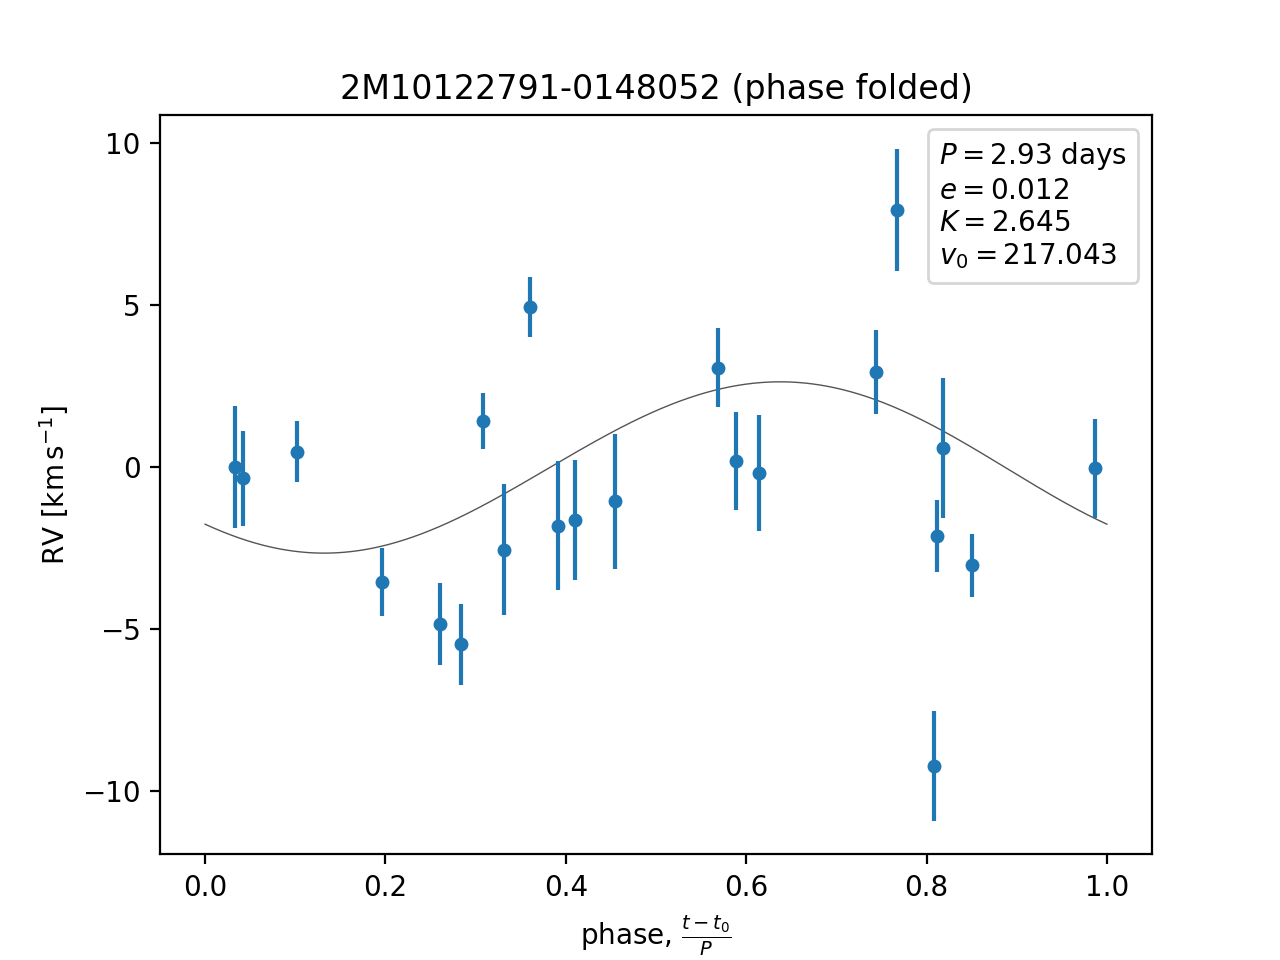 2M10122791-0148052 (phase folded)
P = 2.93 days
e = 0.012
K = 2.645
v₀ = 217.043
10
5
0
−5
−10
RV [km s⁻¹]
0.0 0.2 0.4 0.6 0.8 1.0
phase, (t − t₀)/P